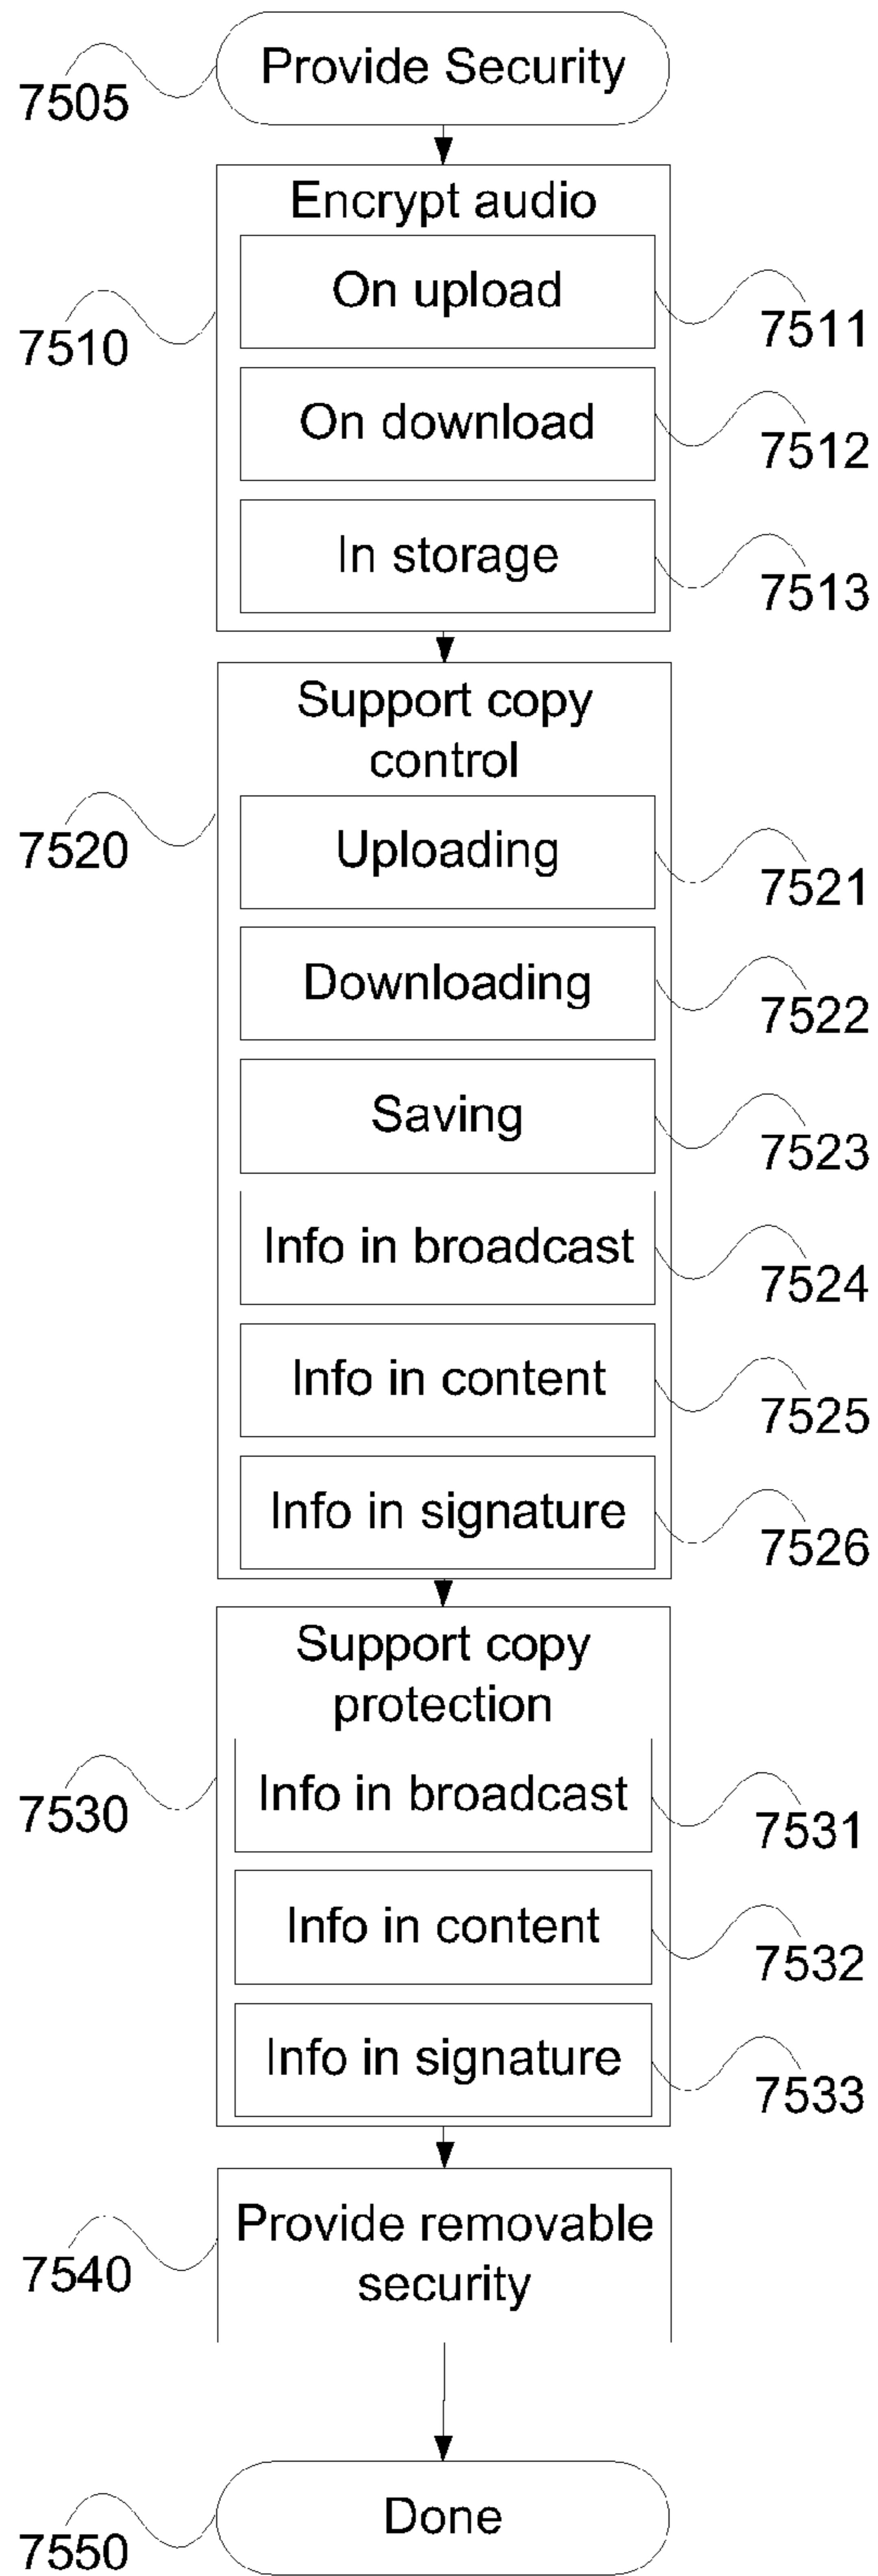 Provide Security
7505
Encrypt audio
On upload
7510
7511
On download
7512
In storage
7513
Support copy
control
7520
Uploading
7521
Downloading
7522
Saving
7523
Info in broadcast
7524
Info in content
7525
Info in signature
7526
Support copy
protection
7530
Info in broadcast
7531
Info in content
7532
Info in signature
7533
Provide removable
security
7540
Done
7550